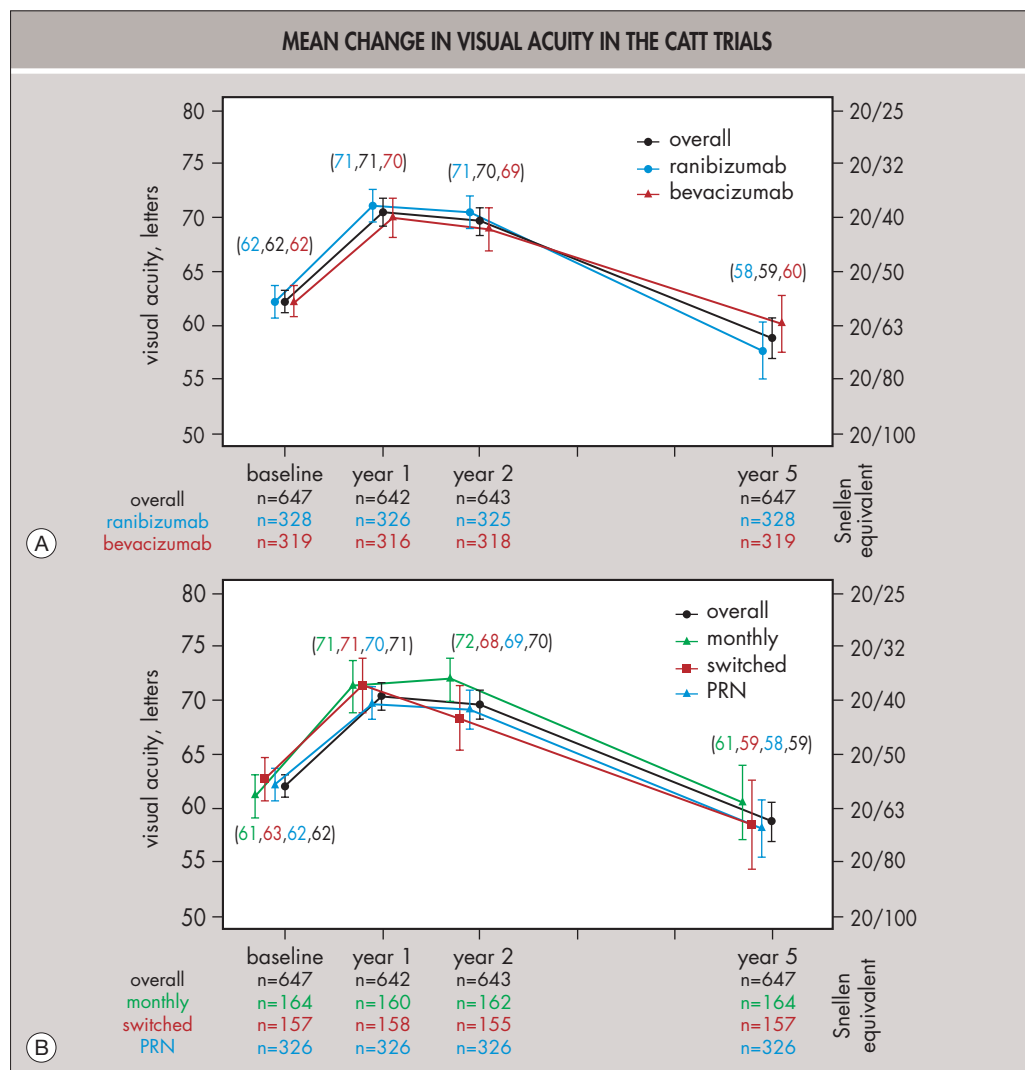 MEAN CHANGE IN VISUAL ACUITY IN THE CATT TRIALS
80
75
70
65
60
55
50
visual acuity, letters
(62,62,62)
(71,71,70)
(71,70,69)
(58,59,60)
overall
ranibizumab
bevacizumab
20/25
20/32
20/40
20/50
20/63
20/80
20/100
Snellen
equivalent
baseline year 1 year 2 year 5
overall n=647 n=642 n=643 n=647
ranibizumab n=328 n=326 n=325 n=328
bevacizumab n=319 n=316 n=318 n=319
A
80
75
70
65
60
55
50
visual acuity, letters
(61,63,62,62)
(71,71,70,71)
(72,68,69,70)
(61,59,58,59)
overall
monthly
switched
PRN
20/25
20/32
20/40
20/50
20/63
20/80
20/100
Snellen
equivalent
baseline year 1 year 2 year 5
overall n=647 n=642 n=643 n=647
monthly n=164 n=160 n=162 n=164
switched n=157 n=158 n=155 n=157
PRN n=326 n=326 n=326 n=326
B